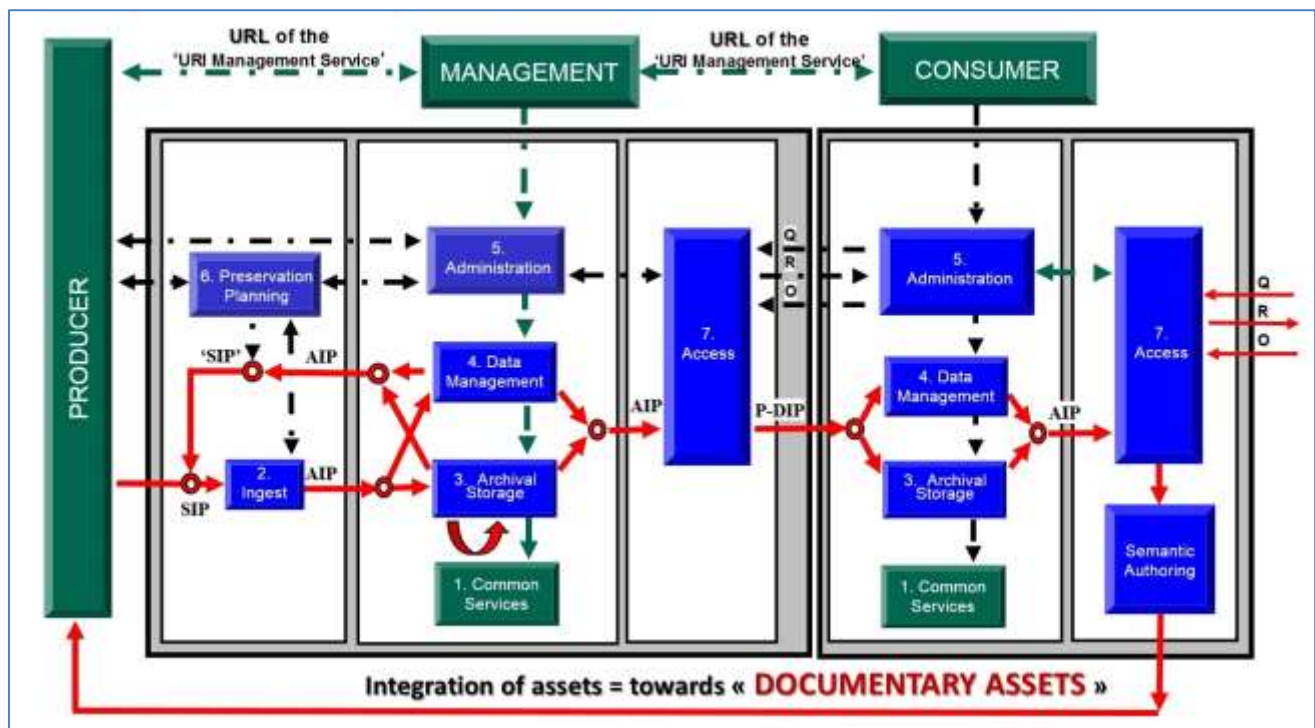 URL of the
'URI Management Service'
URL of the
'URI Management Service'
PRODUCER
MANAGEMENT
CONSUMER
6. Preservation
Planning
5.
Administration
7.
Access
Q
R
O
5.
Administration
7.
Access
Q
R
O
'SIP'
AIP
4. Data
Management
AIP
P-DIP
4. Data
Management
AIP
SIP
2.
Ingest
AIP
3. Archival
Storage
3. Archival
Storage
Semantic
Authoring
1. Common
Services
1. Common
Services
Integration of assets = towards « DOCUMENTARY ASSETS »